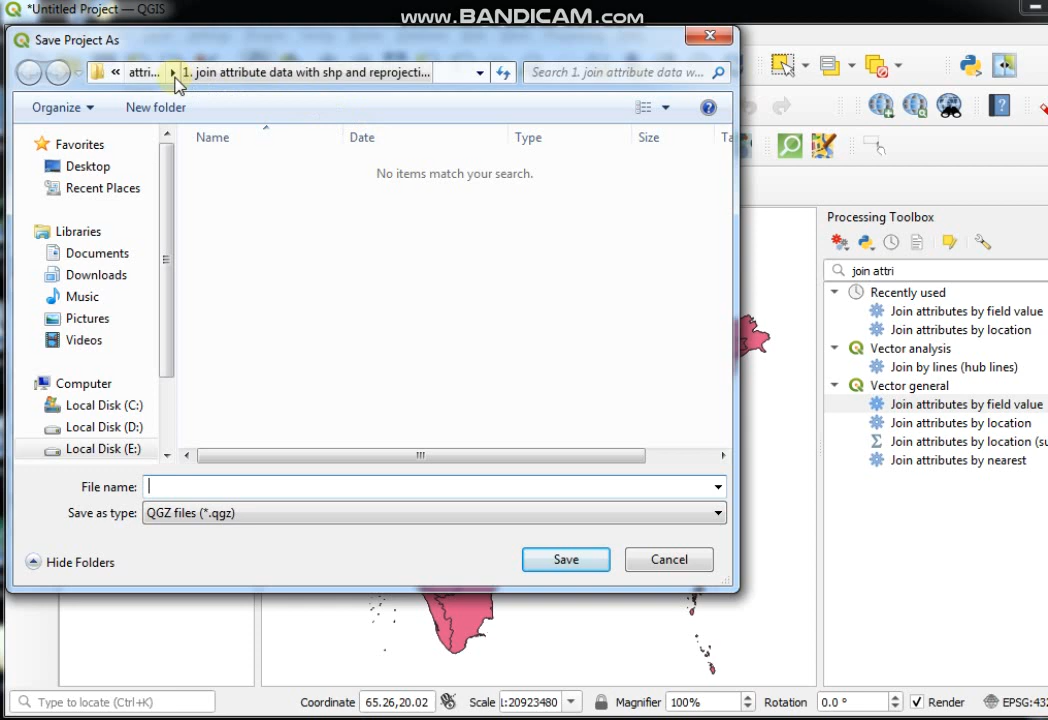 *Untitled Project — QGIS
www.BANDICAM.com
Save Project As
attri... 1. join attribute data with shp and reprojecti...
Search 1. join attribute data w...
Organize New folder
Name Date Type Size
No items match your search.
Favorites
Desktop
Recent Places
Libraries
Documents
Downloads
Music
Pictures
Videos
Computer
Local Disk (C:)
Local Disk (D:)
Local Disk (E:)
File name:
Save as type: QGZ files (*.qgz)
Hide Folders
Save Cancel
Processing Toolbox
join attri
Recently used
Join attributes by field value
Join attributes by location
Vector analysis
Join by lines (hub lines)
Vector general
Join attributes by field value
Join attributes by location
Join attributes by location (su
Join attributes by nearest
Type to locate (Ctrl+K) Coordinate 65.26,20.02 Scale 1:20923480 Magnifier 100% Rotation 0.0 ° Render EPSG:432